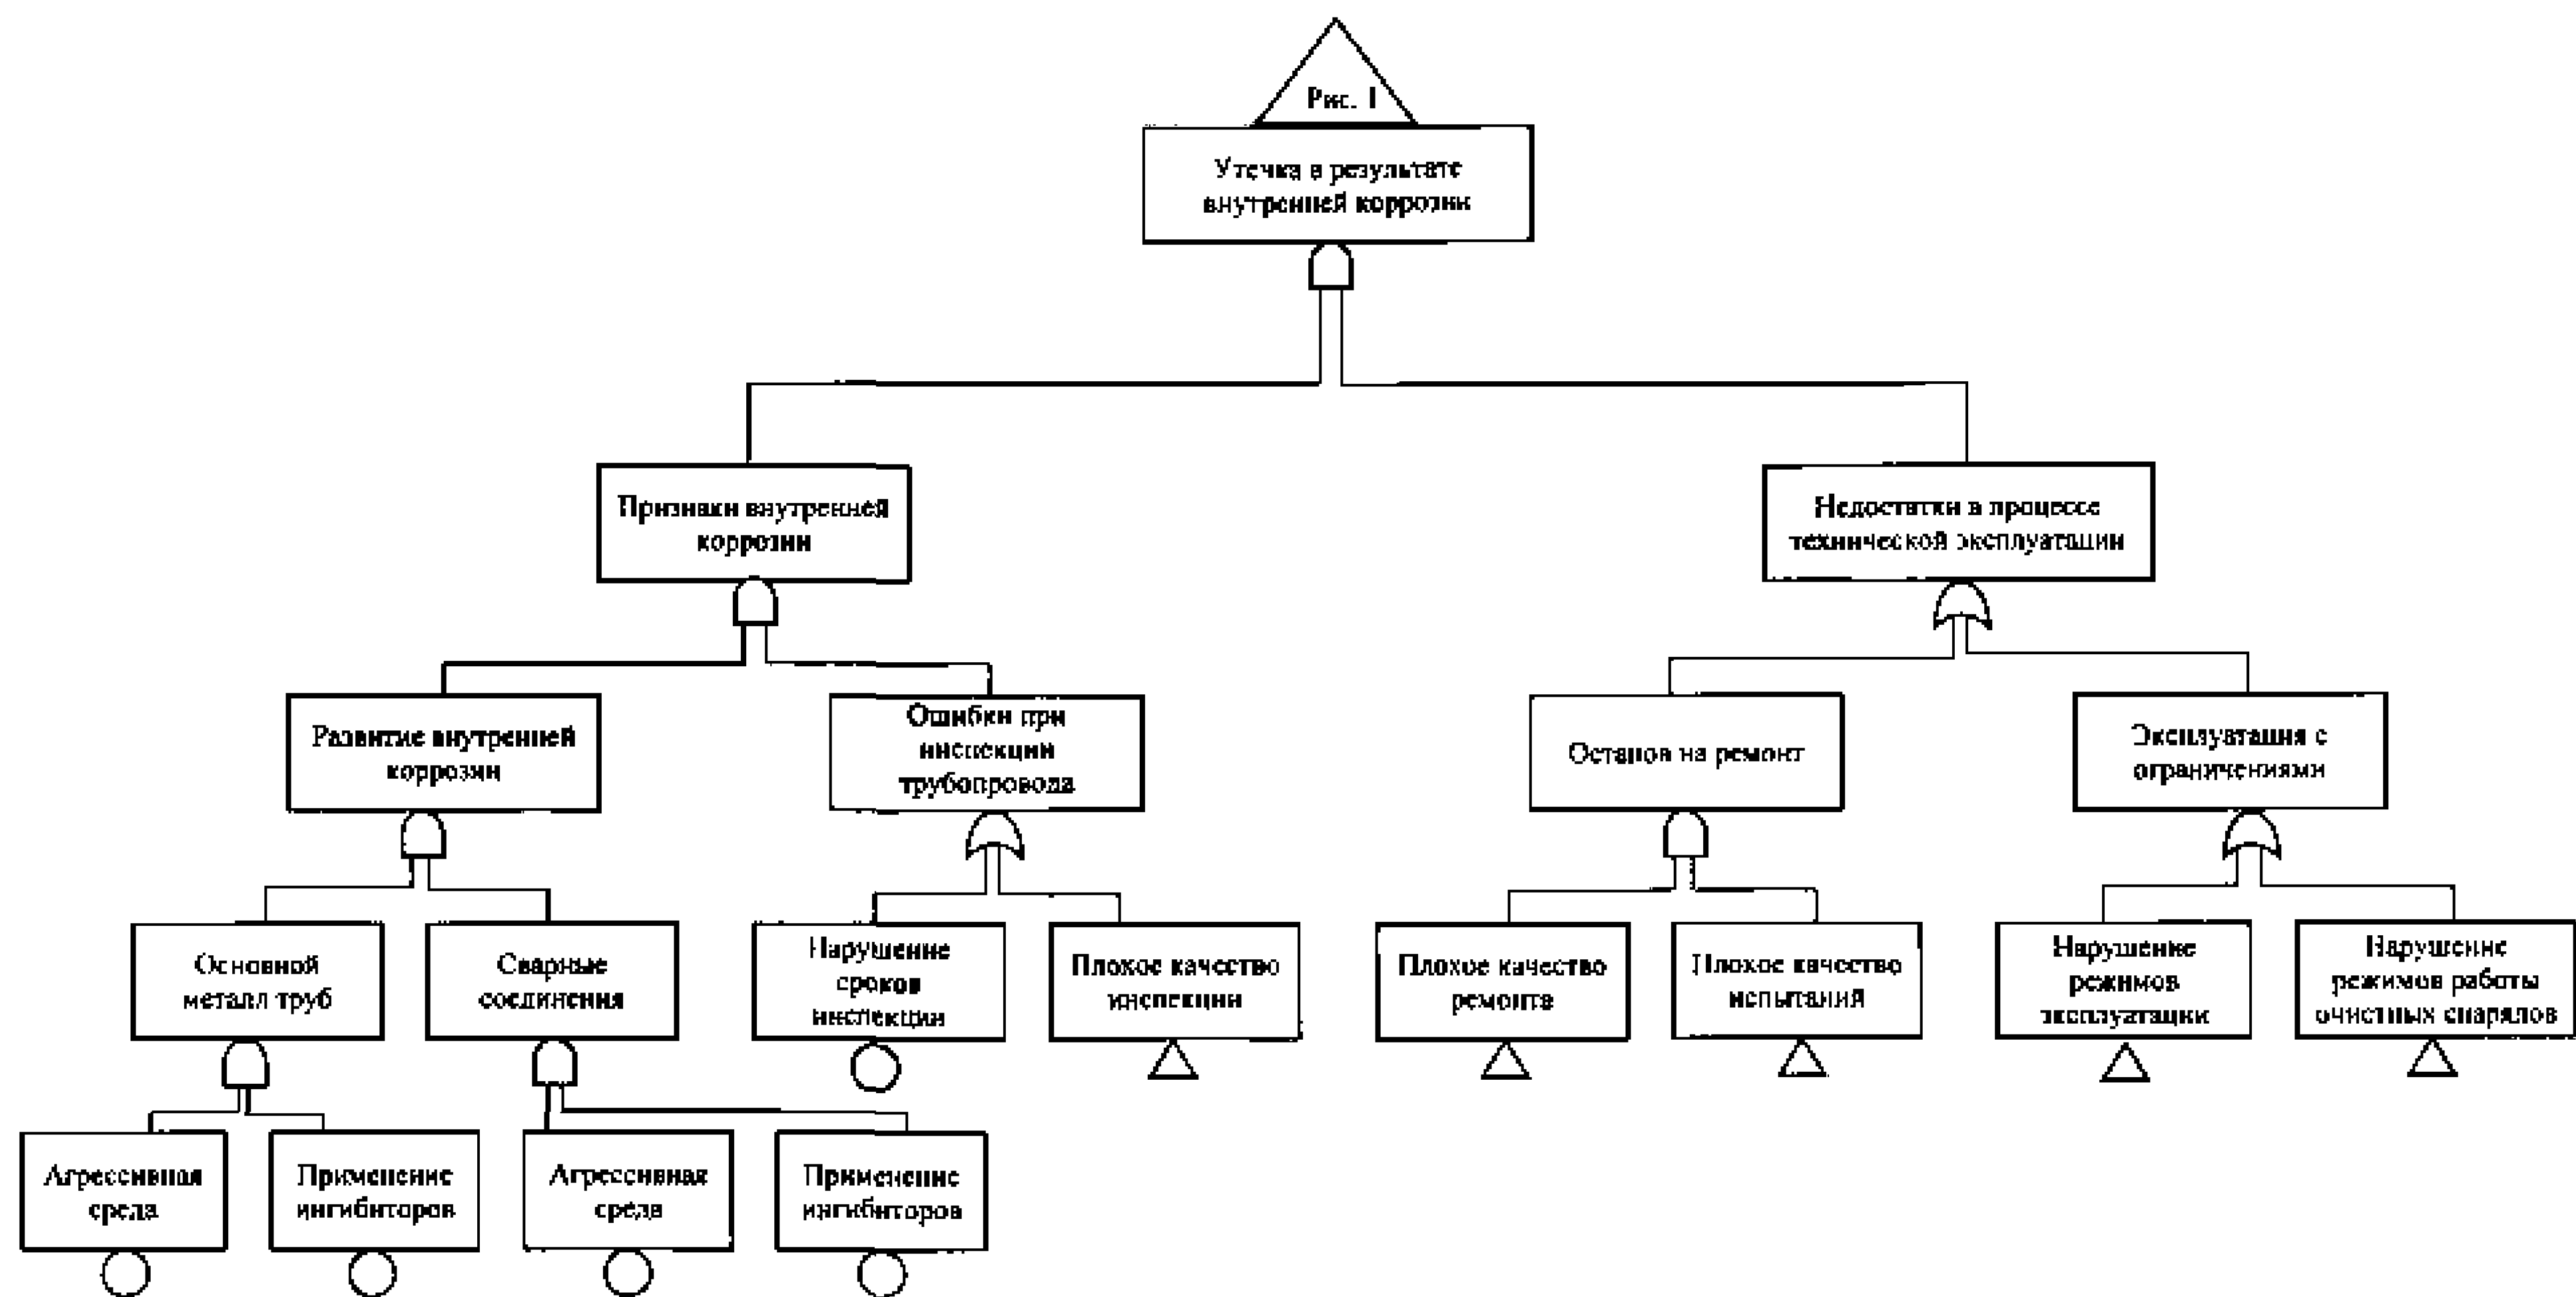 Рис. 1
Утечка в результате
внутренней коррозии
Признаки внутренней
коррозии
Недостатки в процессе
технической эксплуатации
Развитие внутренней
коррозии
Ошибки при
инспекции
трубопровода
Останов на ремонт
Эксплуатация с
ограничениями
Основной
металл труб
Сварные
соединения
Нарушение
сроков
инспекции
Плохое качество
инспекции
Плохое качество
ремонта
Плохое качество
испытаний
Нарушение
режимов
эксплуатации
Нарушение
режимов работы
очистных снарядов
Агрессивная
среда
Применение
ингибиторов
Агрессивная
среда
Применение
ингибиторов